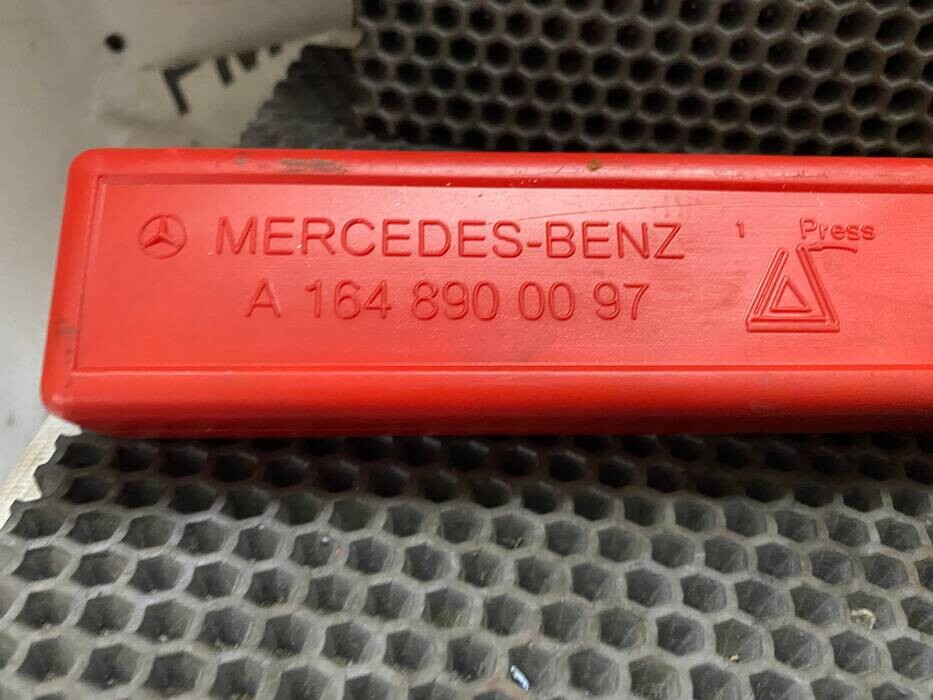 MERCEDES-BENZ
A 164 890 00 97
1 Press